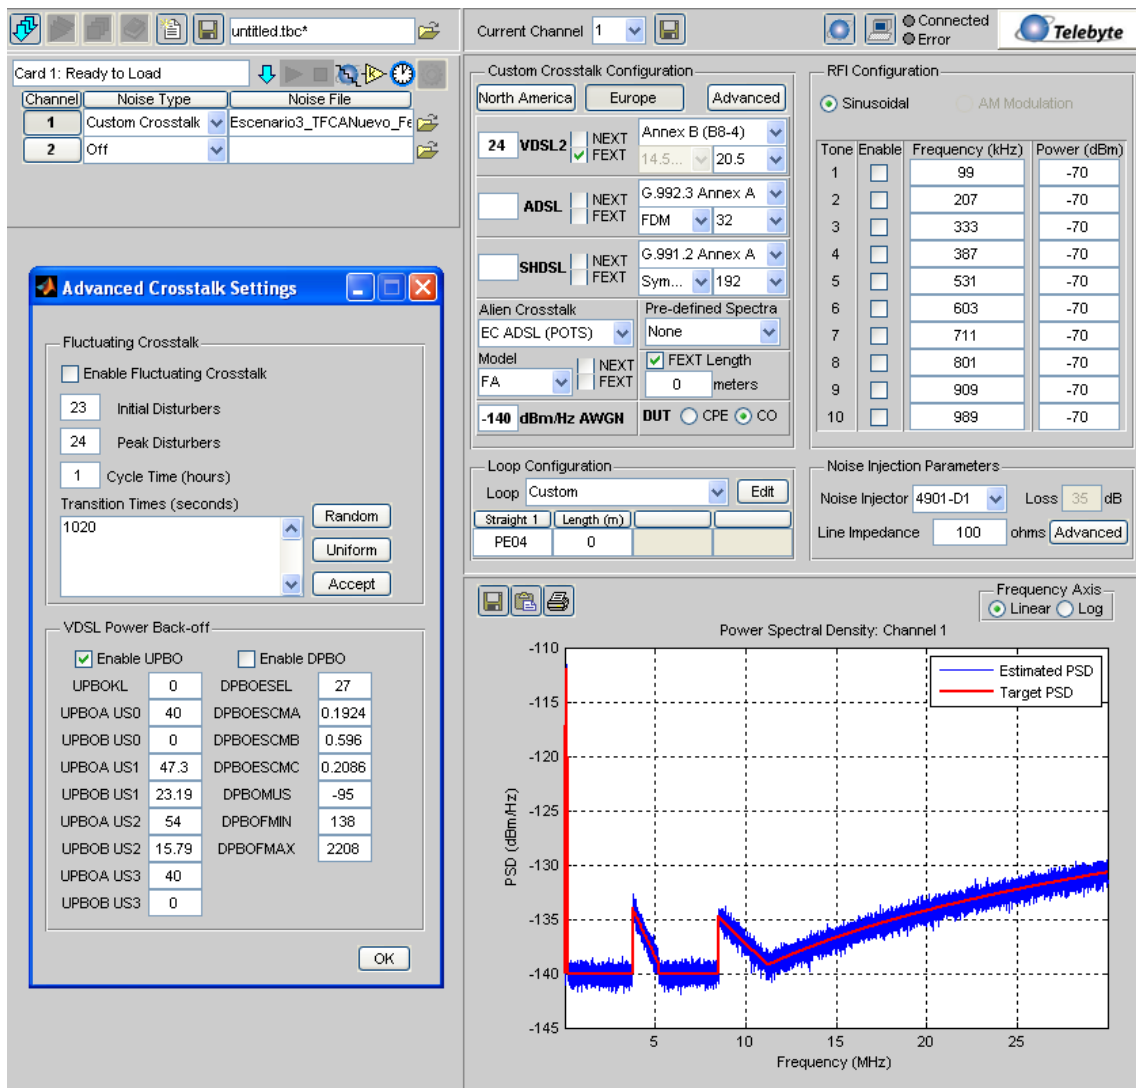 untitled.tbc*
Current Channel 1
Connected
Error
Telebyte
Card 1: Ready to Load
Channel Noise Type Noise File
1 Custom Crosstalk Escenario3_TFCANuevo_Fe
2 Off
Custom Crosstalk Configuration
North America Europe Advanced
24 VDSL2 NEXT FEXT Annex B (B8-4)
14.5... 20.5
ADSL NEXT FEXT G.992.3 Annex A
FDM 32
SHDSL NEXT FEXT G.991.2 Annex A
Sym... 192
Alien Crosstalk Pre-defined Spectra
EC ADSL (POTS) None
Model NEXT FEXT FEXT Length
FA 0 meters
-140 dBm/Hz AWGN DUT CPE CO
RFI Configuration
Sinusoidal AM Modulation
Tone Enable Frequency (kHz) Power (dBm)
1 99 -70
2 207 -70
3 333 -70
4 387 -70
5 531 -70
6 603 -70
7 711 -70
8 801 -70
9 909 -70
10 989 -70
Loop Configuration
Loop Custom Edit
Straight 1 Length (m)
PE04 0
Noise Injection Parameters
Noise Injector 4901-D1 Loss 35 dB
Line Impedance 100 ohms Advanced
Advanced Crosstalk Settings
Fluctuating Crosstalk
Enable Fluctuating Crosstalk
23 Initial Disturbers
24 Peak Disturbers
1 Cycle Time (hours)
Transition Times (seconds)
1020
Random
Uniform
Accept
VDSL Power Back-off
Enable UPBO Enable DPBO
UPBOKL 0 DPBOESEL 27
UPBOA US0 40 DPBOESCMA 0.1924
UPBOB US0 0 DPBOESCMB 0.596
UPBOA US1 47.3 DPBOESCMC 0.2086
UPBOB US1 23.19 DPBOMUS -95
UPBOA US2 54 DPBOFMIN 138
UPBOB US2 15.79 DPBOFMAX 2208
UPBOA US3 40
UPBOB US3 0
OK
Frequency Axis
Linear Log
Power Spectral Density: Channel 1
Estimated PSD
Target PSD
PSD (dBm/Hz)
-110
-115
-120
-125
-130
-135
-140
-145
5 10 15 20 25
Frequency (MHz)